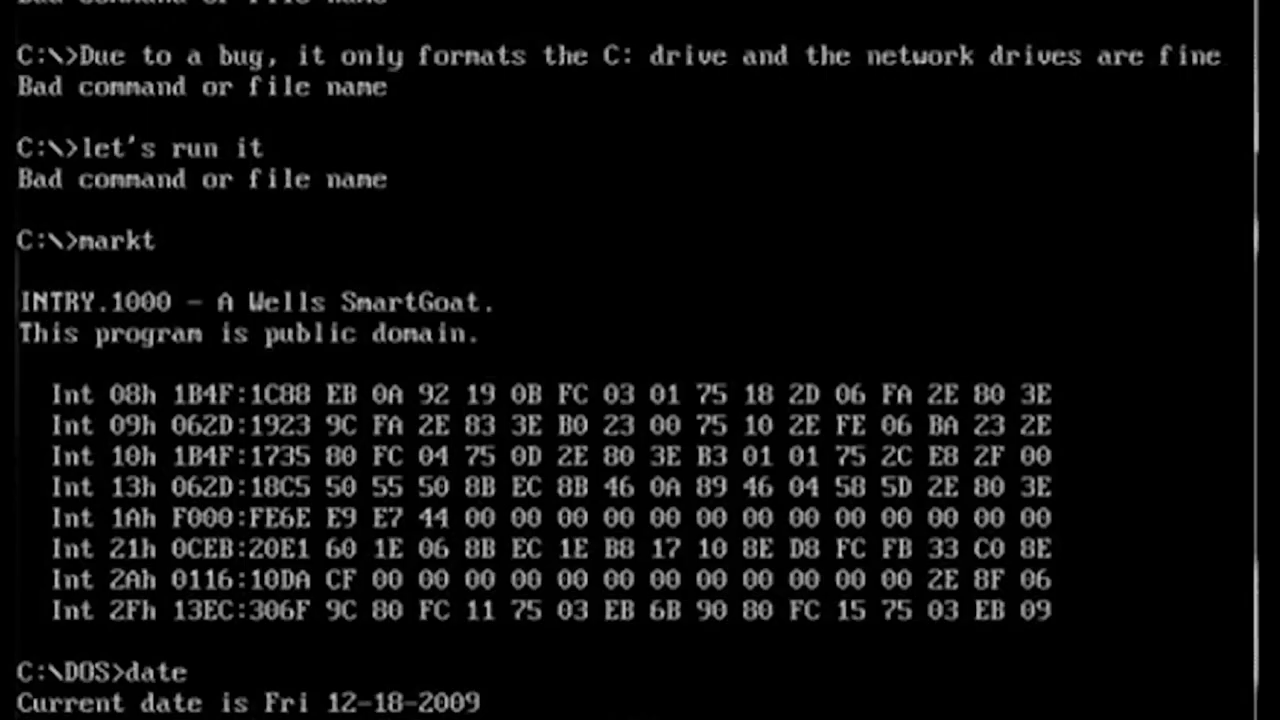 Bad command or file name
C:\>Due to a bug, it only formats the C: drive and the network drives are fine
Bad command or file name
C:\>let's run it
Bad command or file name
C:\>markt
INTRY.1000 - A Wells SmartGoat.
This program is public domain.
Int 08h 1B4F:1C88 EB 0A 92 19 0B FC 03 01 75 18 2D 06 FA 2E 80 3E
Int 09h 062D:1923 9C FA 2E 83 3E B0 23 00 75 10 2E FE 06 BA 23 2E
Int 10h 1B4F:1735 80 FC 04 75 0D 2E 80 3E B3 01 01 75 2C E8 2F 00
Int 13h 062D:18C5 50 55 50 8B EC 8B 46 0A 89 46 04 58 5D 2E 80 3E
Int 1Ah F000:FE6E E9 E7 44 00 00 00 00 00 00 00 00 00 00 00 00 00
Int 21h 0CEB:20E1 60 1E 06 8B EC 1E B8 17 10 8E D8 FC FB 33 C0 8E
Int 2Ah 0116:10DA CF 00 00 00 00 00 00 00 00 00 00 00 00 2E 8F 06
Int 2Fh 13EC:306F 9C 80 FC 11 75 03 EB 6B 90 80 FC 15 75 03 EB 09
C:\DOS>date
Current date is Fri 12-18-2009